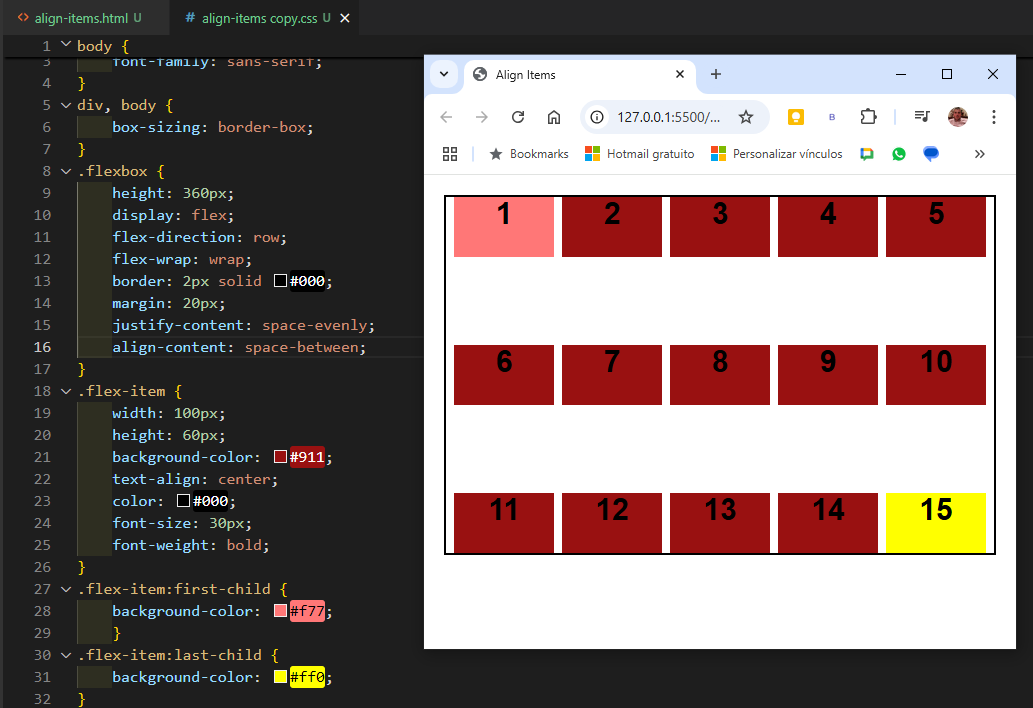 <> align-items.html U # align-items copy.css U ×
1 body {
3 font-family: sans-serif;
4 }
5 div, body {
6 box-sizing: border-box;
7 }
8 .flexbox {
9 height: 360px;
10 display: flex;
11 flex-direction: row;
12 flex-wrap: wrap;
13 border: 2px solid #000;
14 margin: 20px;
15 justify-content: space-evenly;
16 align-content: space-between;
17 }
18 .flex-item {
19 width: 100px;
20 height: 60px;
21 background-color: #911;
22 text-align: center;
23 color: #000;
24 font-size: 30px;
25 font-weight: bold;
26 }
27 .flex-item:first-child {
28 background-color: #f77;
29 }
30 .flex-item:last-child {
31 background-color: #ff0;
32 }
Align Items
127.0.0.1:5500/... B
Bookmarks Hotmail gratuito Personalizar vínculos »
1 2 3 4 5
6 7 8 9 10
11 12 13 14 15